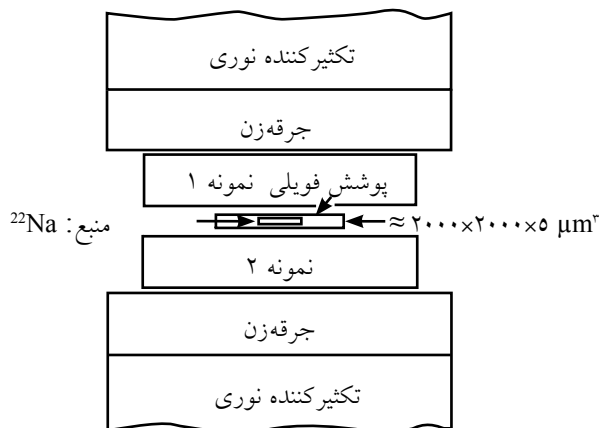 تکثیرکننده نوری
جرقه‌زن
پوشش فویلی نمونه ۱
منبع: ²²Na
≈ ۲۰۰۰×۲۰۰۰×۵ µm³
نمونه ۲
جرقه‌زن
تکثیرکننده نوری